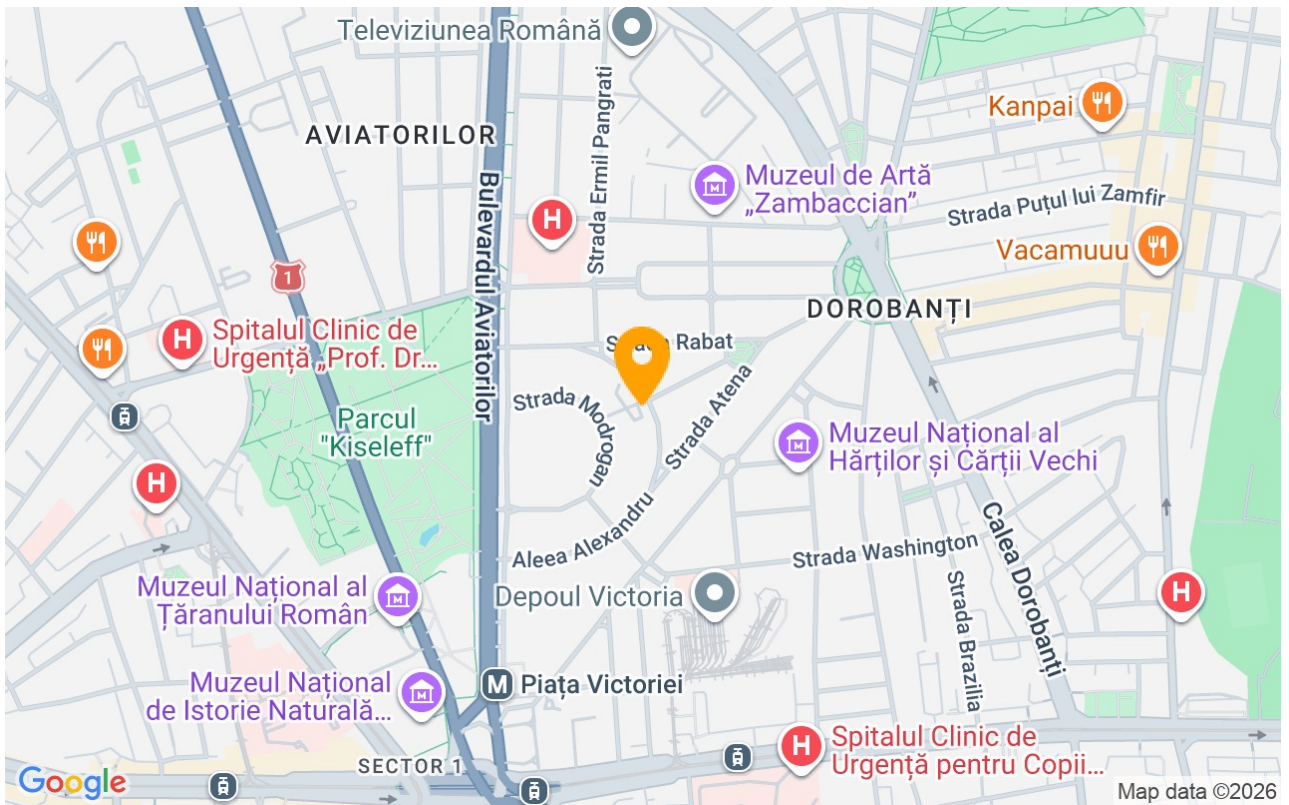 Televiziunea Română
Strada Ermil Pangrati
AVIATORILOR
Kanpai
Bulevardul Aviatorilor
H
M
Muzeul de Artă
„Zambaccian”
Strada Puțul lui Zamfir
Vacamuuu
1
DOROBANȚI
H
Spitalul Clinic de
Urgență „Prof. Dr...
Rabat
Strada Modrogan
Strada Atena
Parcul
"Kiseleff"
M
Muzeul Național al
Hărților și Cărții Vechi
H
Calea Dorobanți
Aleea Alexandru
Strada Washington
Muzeul Național al
Țăranului Român
M
Depoul Victoria
Strada Brazilia
H
Muzeul Național
de Istorie Naturală...
M
M
Piața Victoriei
H
Spitalul Clinic de
Urgență pentru Copii...
SECTOR 1
Google
Map data ©2026